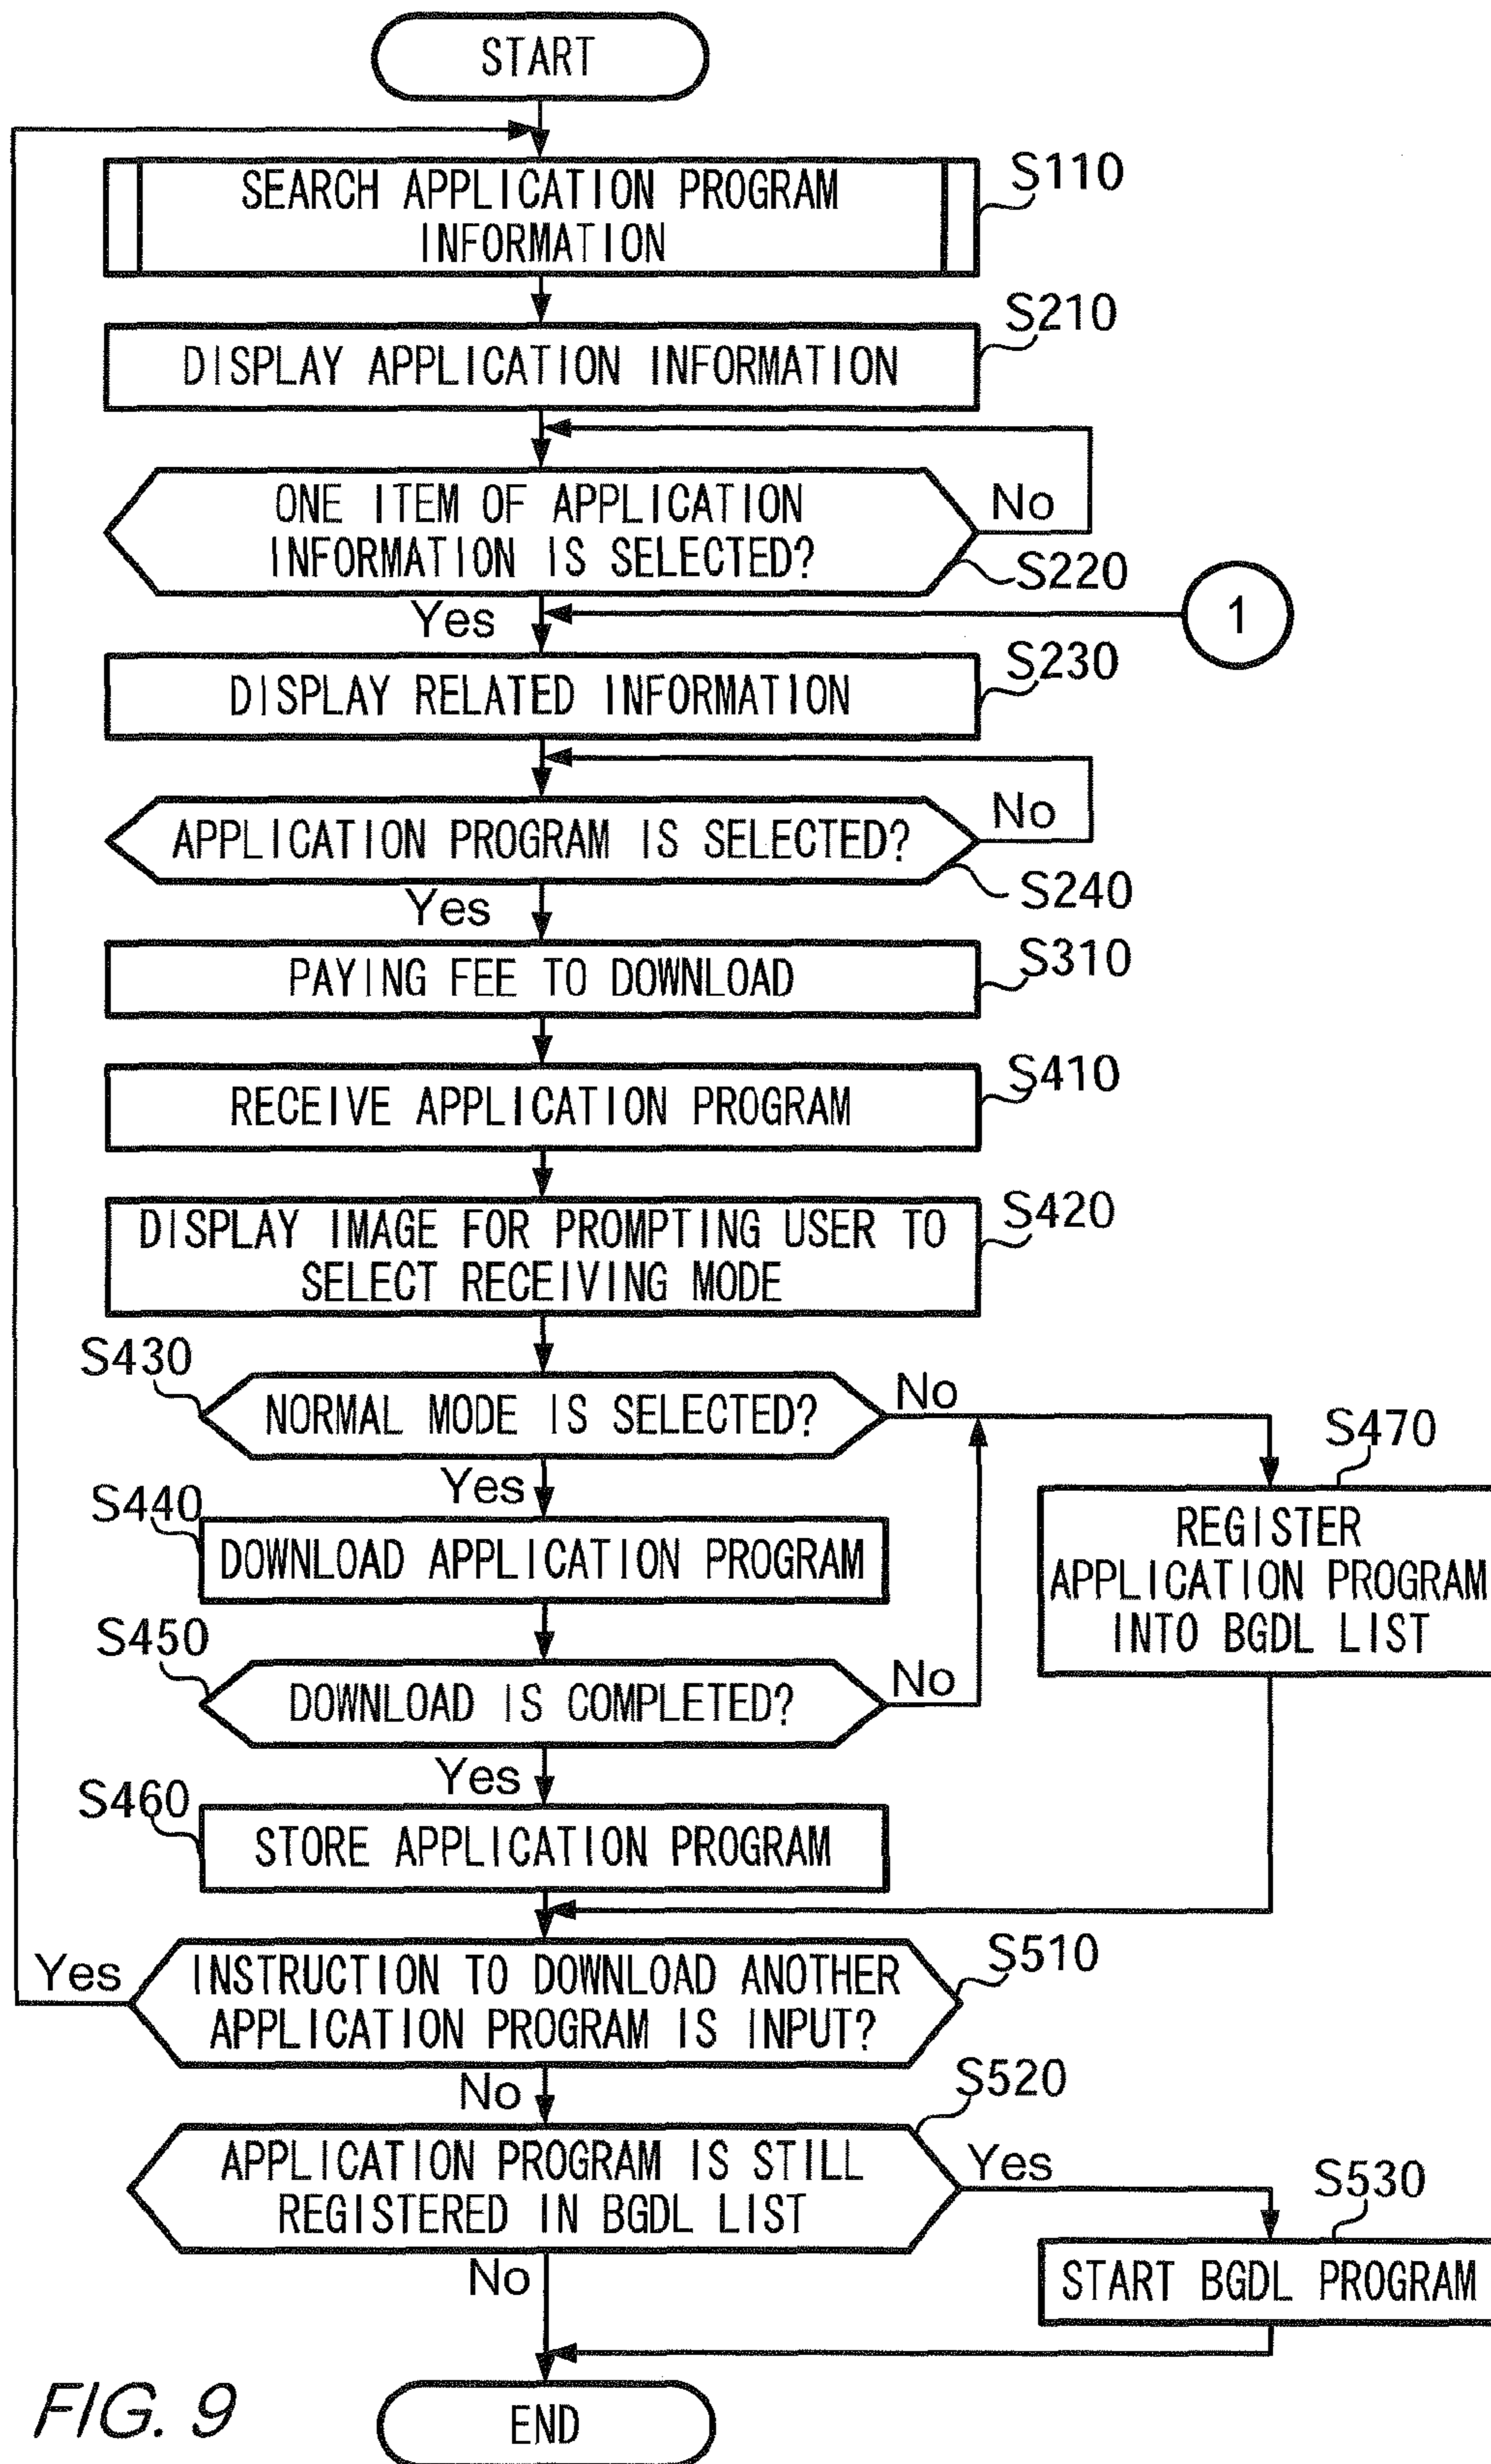 START
SEARCH APPLICATION PROGRAM
INFORMATION
S110
DISPLAY APPLICATION INFORMATION
S210
ONE ITEM OF APPLICATION
INFORMATION IS SELECTED?
No
S220
Yes
1
DISPLAY RELATED INFORMATION
S230
APPLICATION PROGRAM IS SELECTED?
No
S240
Yes
PAYING FEE TO DOWNLOAD
S310
RECEIVE APPLICATION PROGRAM
S410
DISPLAY IMAGE FOR PROMPTING USER TO
SELECT RECEIVING MODE
S420
S430
NORMAL MODE IS SELECTED?
No
Yes
S470
REGISTER
APPLICATION PROGRAM
INTO BGDL LIST
S440
DOWNLOAD APPLICATION PROGRAM
S450
DOWNLOAD IS COMPLETED?
No
Yes
S460
STORE APPLICATION PROGRAM
Yes
INSTRUCTION TO DOWNLOAD ANOTHER
APPLICATION PROGRAM IS INPUT?
S510
No
S520
APPLICATION PROGRAM IS STILL
REGISTERED IN BGDL LIST
Yes
No
S530
START BGDL PROGRAM
END
FIG. 9